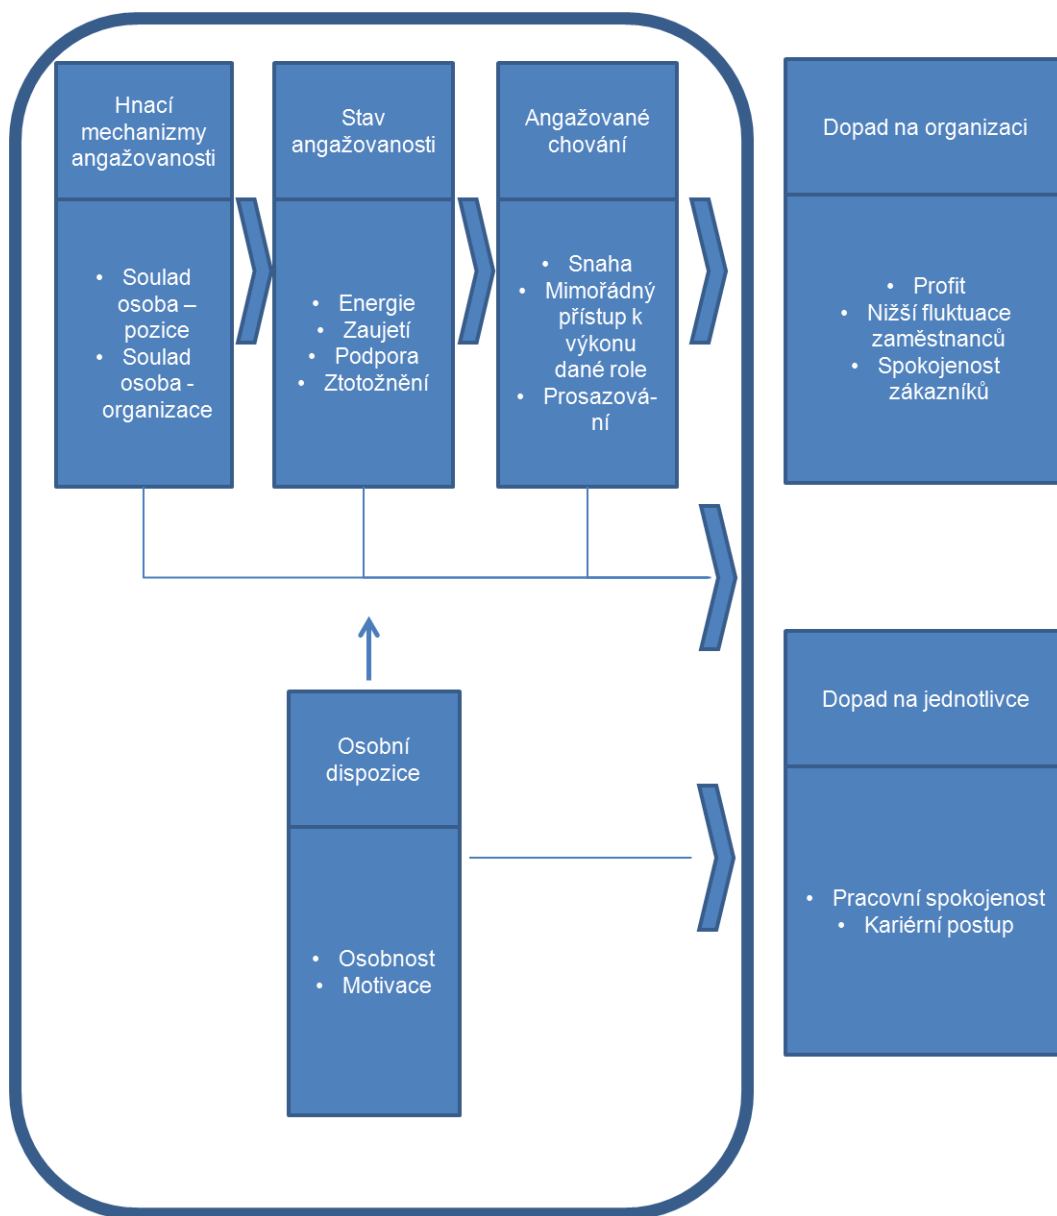 Hnací
mechanizmy
angažovanosti
• Soulad
osoba –
pozice
• Soulad
osoba -
organizace
Stav
angažovanosti
• Energie
• Zaujetí
• Podpora
• Ztotožnění
Angažované
chování
• Snaha
• Mimořádný
přístup k
výkonu
dané role
• Prosazová-
ní
Dopad na organizaci
• Profit
• Nižší fluktuace
zaměstnanců
• Spokojenost
zákazníků
Osobní
dispozice
• Osobnost
• Motivace
Dopad na jednotlivce
• Pracovní spokojenost
• Kariérní postup